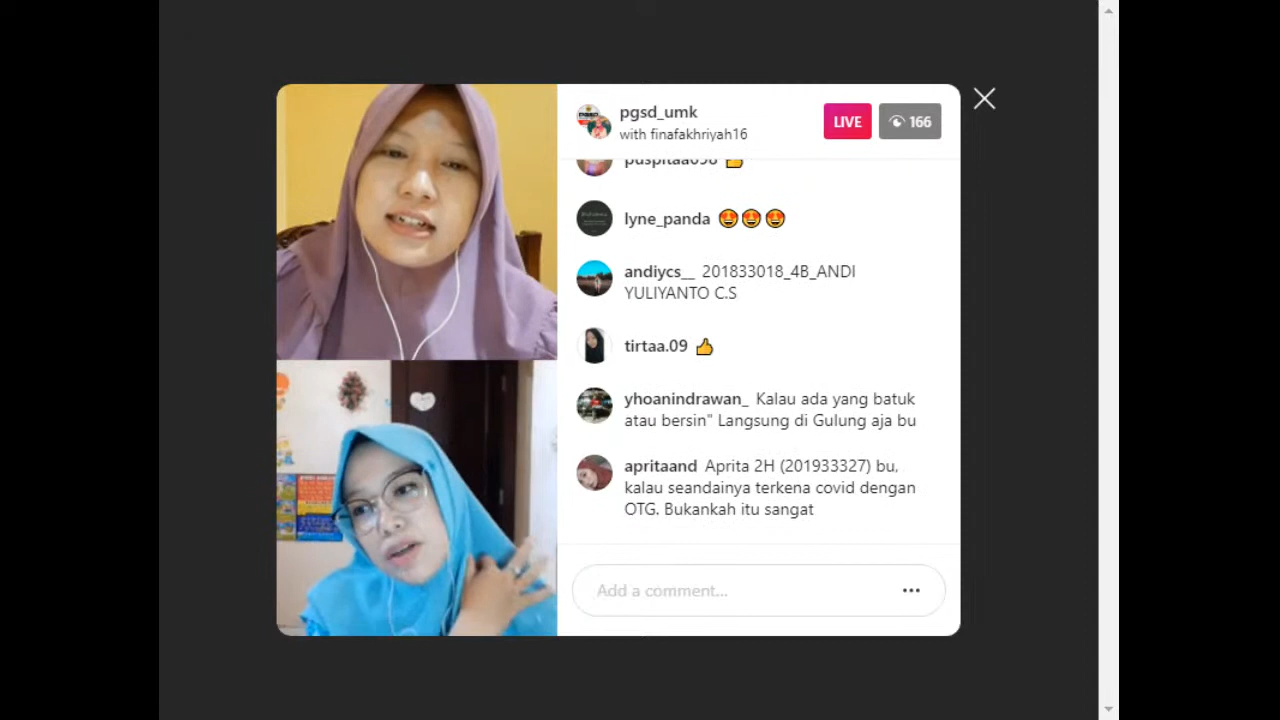 pgsd_umk
with finafakhriyah16
LIVE
166
puspitaa098
lyne_panda
andiycs__ 201833018_4B_ANDI
YULIYANTO C.S
tirtaa.09
yhoanindrawan_ Kalau ada yang batuk
atau bersin" Langsung di Gulung aja bu
apritaand Aprita 2H (201933327) bu,
kalau seandainya terkena covid dengan
OTG. Bukankah itu sangat
Add a comment...